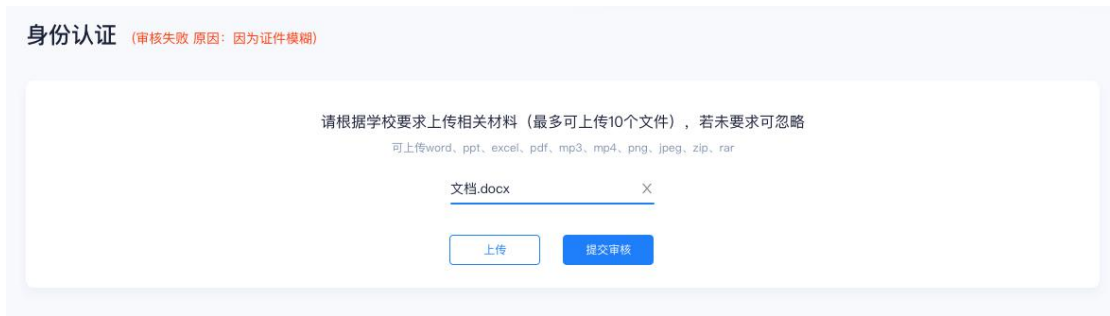 身份认证 (审核失败 原因：因为证件模糊)
请根据学校要求上传相关材料（最多可上传10个文件），若未要求可忽略
可上传word、ppt、excel、pdf、mp3、mp4、png、jpeg、zip、rar
文档.docx
上传 提交审核